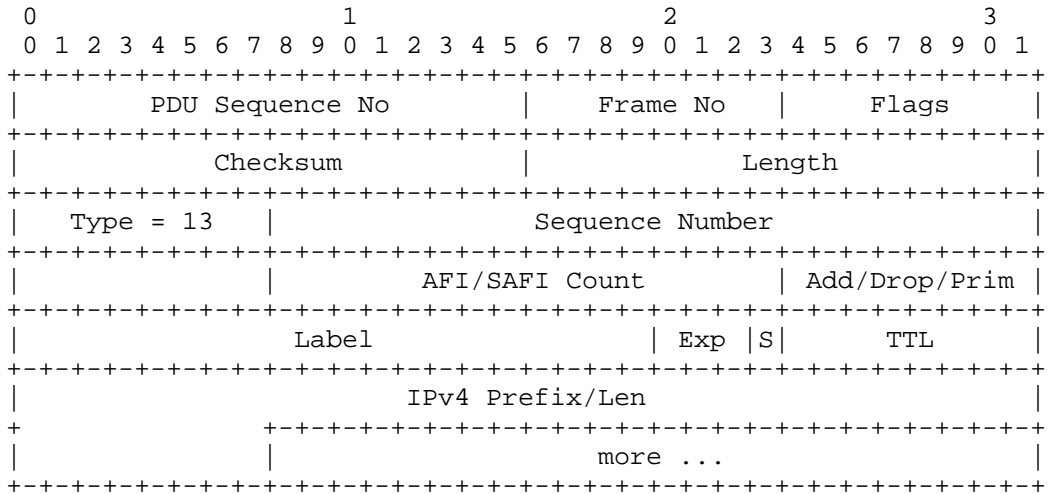 0                   1                   2                   3
 0 1 2 3 4 5 6 7 8 9 0 1 2 3 4 5 6 7 8 9 0 1 2 3 4 5 6 7 8 9 0 1
+-+-+-+-+-+-+-+-+-+-+-+-+-+-+-+-+-+-+-+-+-+-+-+-+-+-+-+-+-+-+-+-+
|        PDU Sequence No        |    Frame No   |     Flags     |
+-+-+-+-+-+-+-+-+-+-+-+-+-+-+-+-+-+-+-+-+-+-+-+-+-+-+-+-+-+-+-+-+
|            Checksum           |             Length            |
+-+-+-+-+-+-+-+-+-+-+-+-+-+-+-+-+-+-+-+-+-+-+-+-+-+-+-+-+-+-+-+-+
|   Type = 13   |                Sequence Number                |
+-+-+-+-+-+-+-+-+-+-+-+-+-+-+-+-+-+-+-+-+-+-+-+-+-+-+-+-+-+-+-+-+
|               |         AFI/SAFI Count        | Add/Drop/Prim |
+-+-+-+-+-+-+-+-+-+-+-+-+-+-+-+-+-+-+-+-+-+-+-+-+-+-+-+-+-+-+-+-+
|                 Label                 | Exp |S|      TTL      |
+-+-+-+-+-+-+-+-+-+-+-+-+-+-+-+-+-+-+-+-+-+-+-+-+-+-+-+-+-+-+-+-+
|                        IPv4 Prefix/Len                        |
+               +-+-+-+-+-+-+-+-+-+-+-+-+-+-+-+-+-+-+-+-+-+-+-+-+
|               |                    more ...                   |
+-+-+-+-+-+-+-+-+-+-+-+-+-+-+-+-+-+-+-+-+-+-+-+-+-+-+-+-+-+-+-+-+